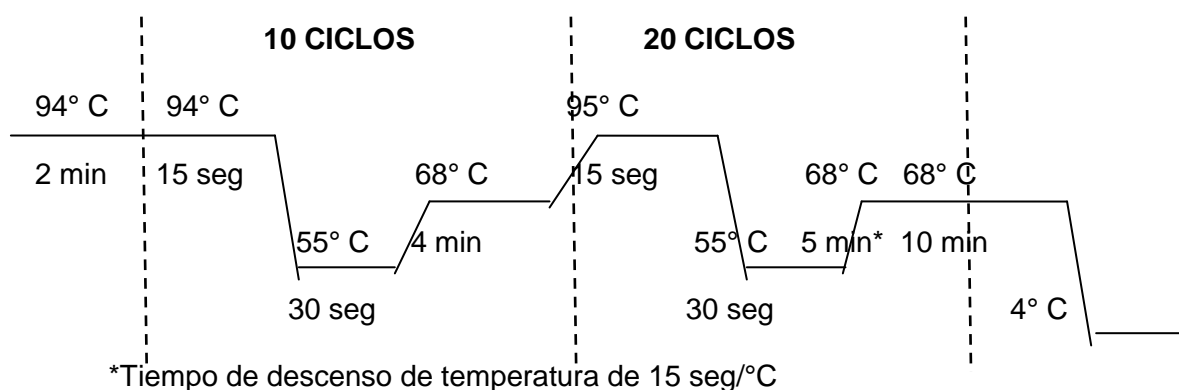 10 CICLOS 20 CICLOS
94° C 94° C 95° C
2 min 15 seg 68° C 15 seg 68° C 68° C
55° C 4 min 55° C 5 min* 10 min
30 seg 30 seg 4° C
*Tiempo de descenso de temperatura de 15 seg/°C